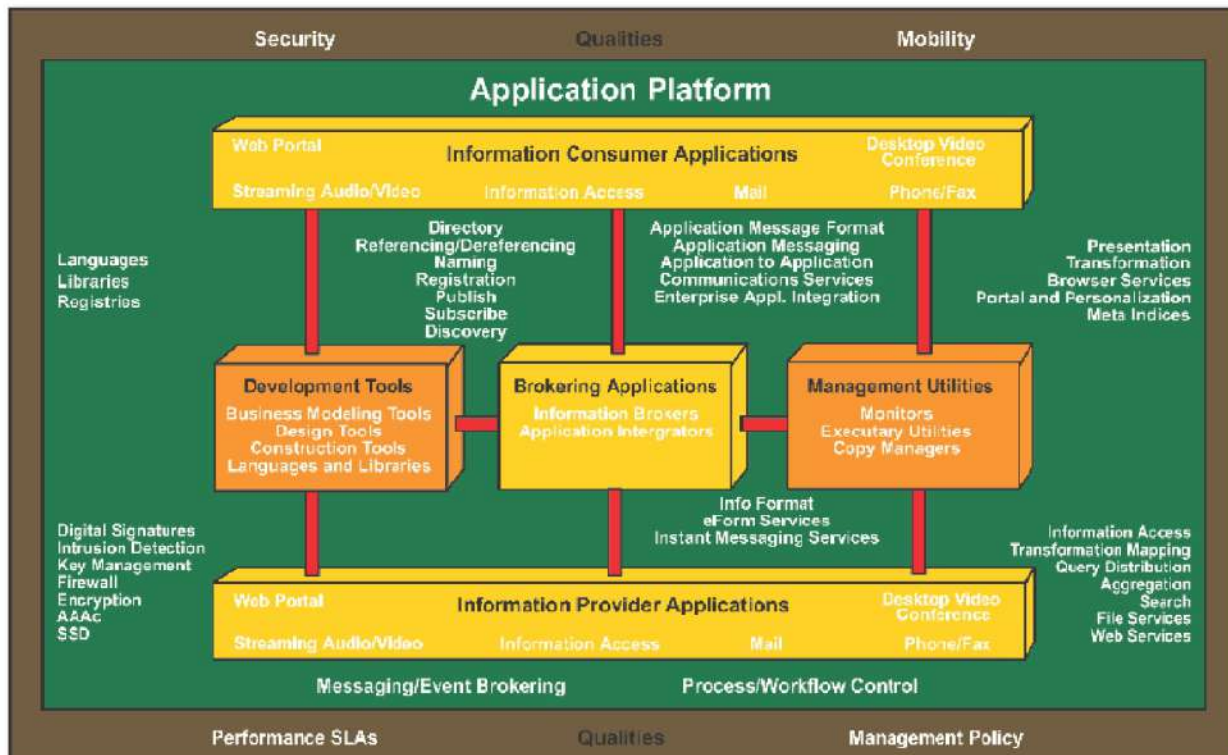 Security Qualities Mobility
Application Platform
Web Portal
Information Consumer Applications
Desktop Video
Conference
Streaming Audio/Video Information Access Mail Phone/Fax
Languages
Libraries
Registries
Directory
Referencing/Dereferencing
Naming
Registration
Publish
Subscribe
Discovery
Application Message Format
Application Messaging
Application to Application
Communications Services
Enterprise Appl. Integration
Presentation
Transformation
Browser Services
Portal and Personalization
Meta Indices
Development Tools
Business Modeling Tools
Design Tools
Construction Tools
Languages and Libraries
Brokering Applications
Information Brokers
Application Intergrators
Management Utilities
Monitors
Executary Utilities
Copy Managers
Digital Signatures
Intrusion Detection
Key Management
Firewall
Encryption
AAAc
SSD
Info Format
eForm Services
Instant Messaging Services
Information Access
Transformation Mapping
Query Distribution
Aggregation
Search
File Services
Web Services
Web Portal
Information Provider Applications
Desktop Video
Conference
Streaming Audio/Video Information Access Mail Phone/Fax
Messaging/Event Brokering Process/Workflow Control
Performance SLAs Qualities Management Policy